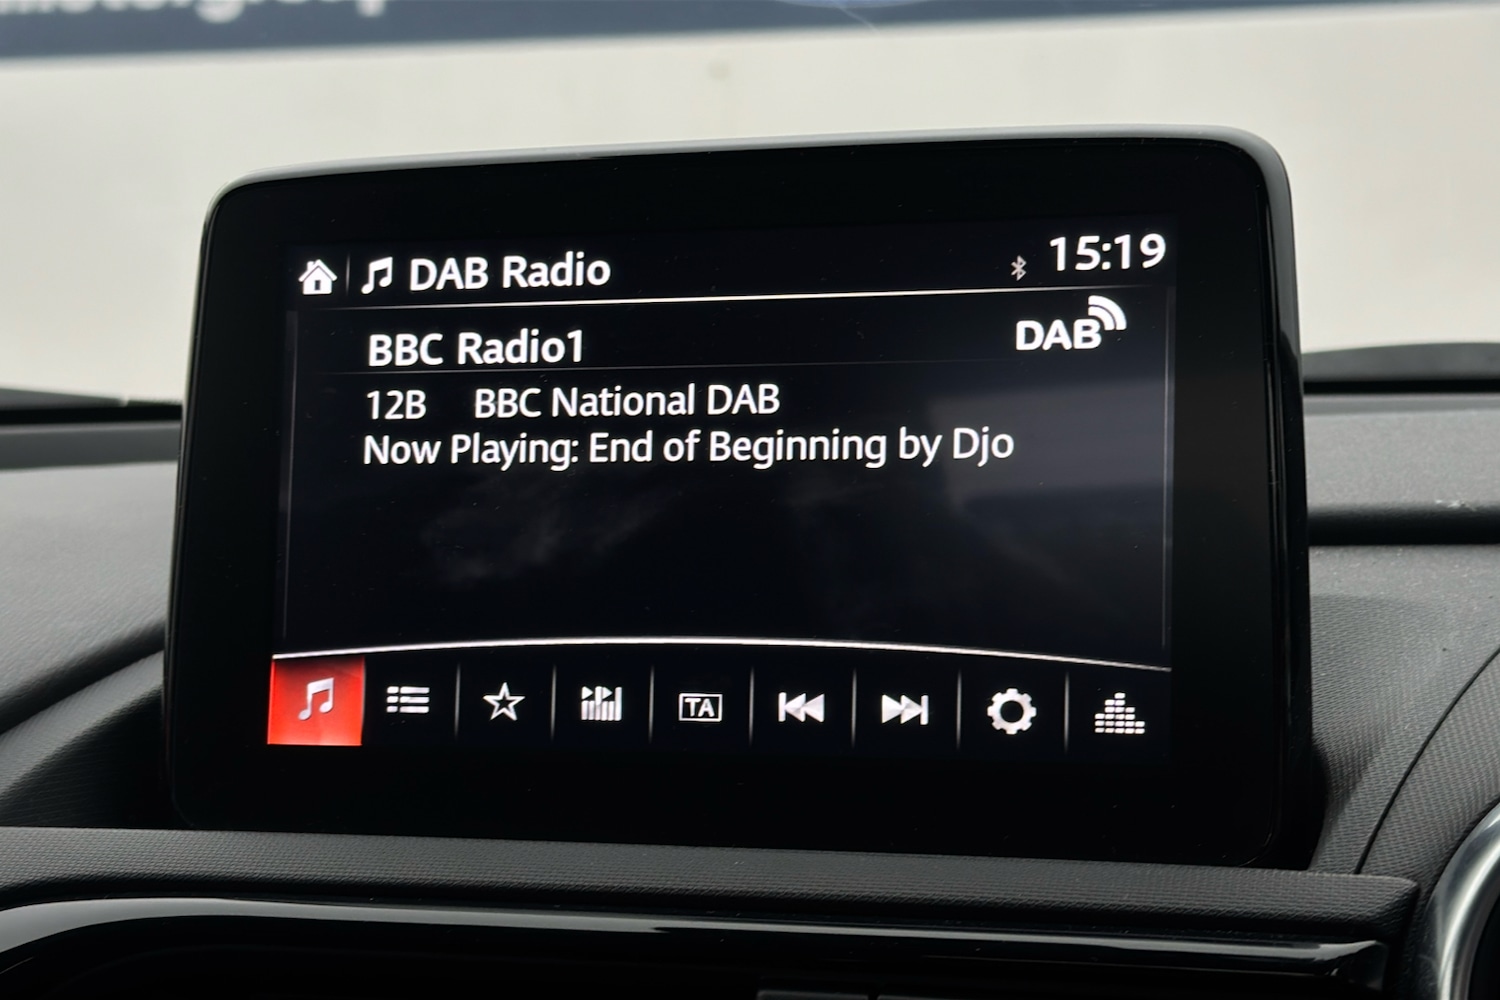 DAB Radio
15:19
BBC Radio1
DAB
12B BBC National DAB
Now Playing: End of Beginning by Djo
TA